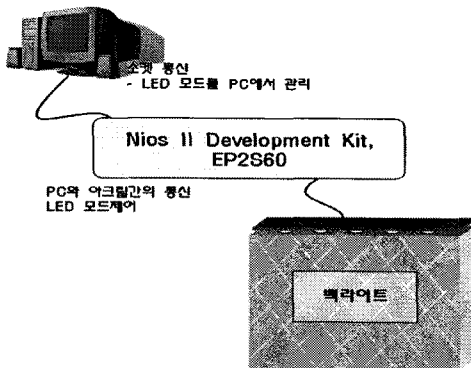 소켓 통신
- LED 모드를 PC에서 관리
Nios II Development Kit,
EP2S60
PC와 아크릴간의 통신
LED 모드제어
백라이트